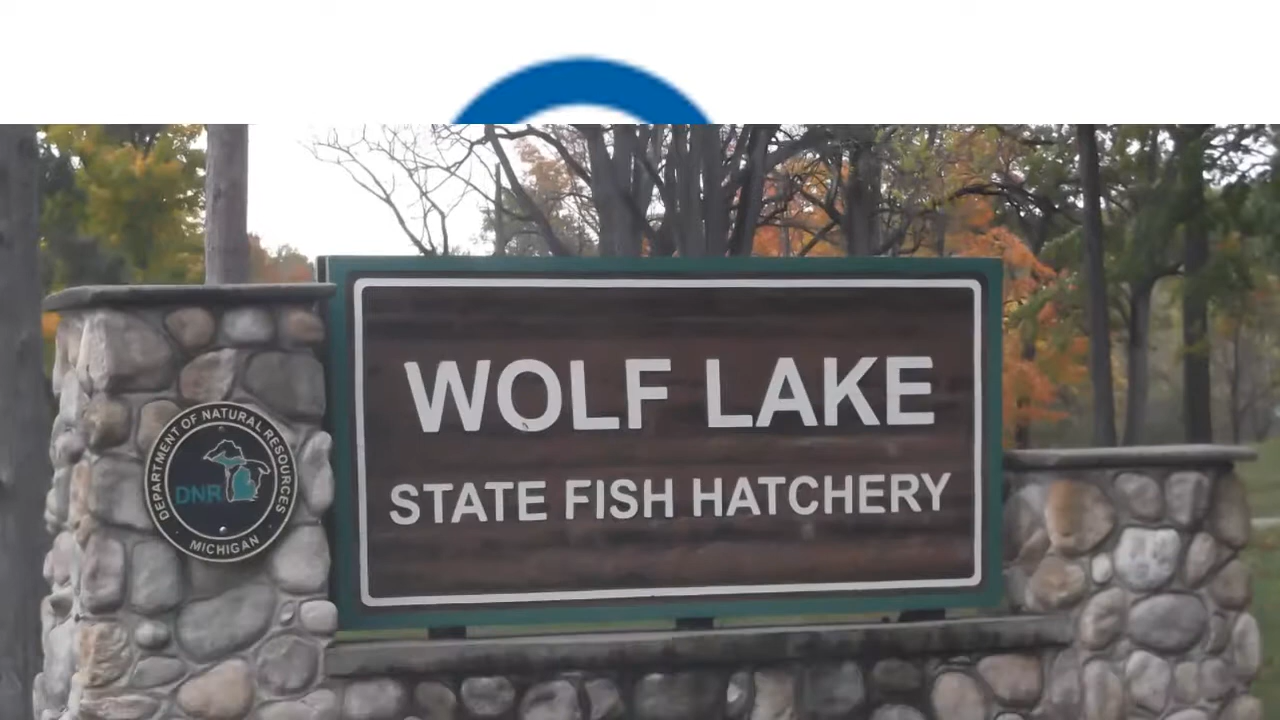 WOLF LAKE
STATE FISH HATCHERY
DEPARTMENT OF NATURAL RESOURCES
DNR
MICHIGAN